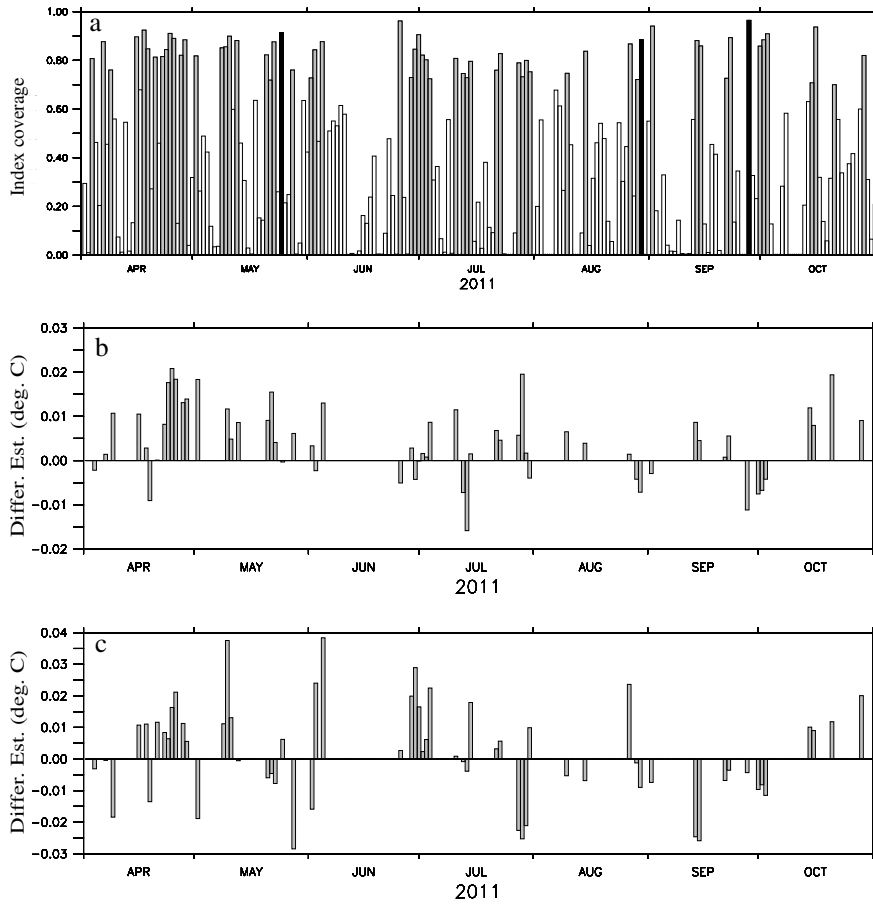 a
Index coverage
1.00
0.80
0.60
0.40
0.20
0.00
APR MAY JUN JUL AUG SEP OCT
2011
b
Differ. Est. (deg. C)
0.03
0.02
0.01
0.00
−0.01
−0.02
APR MAY JUN JUL AUG SEP OCT
2011
c
Differ. Est. (deg. C)
0.04
0.03
0.02
0.01
0.00
−0.01
−0.02
−0.03
APR MAY JUN JUL AUG SEP OCT
2011